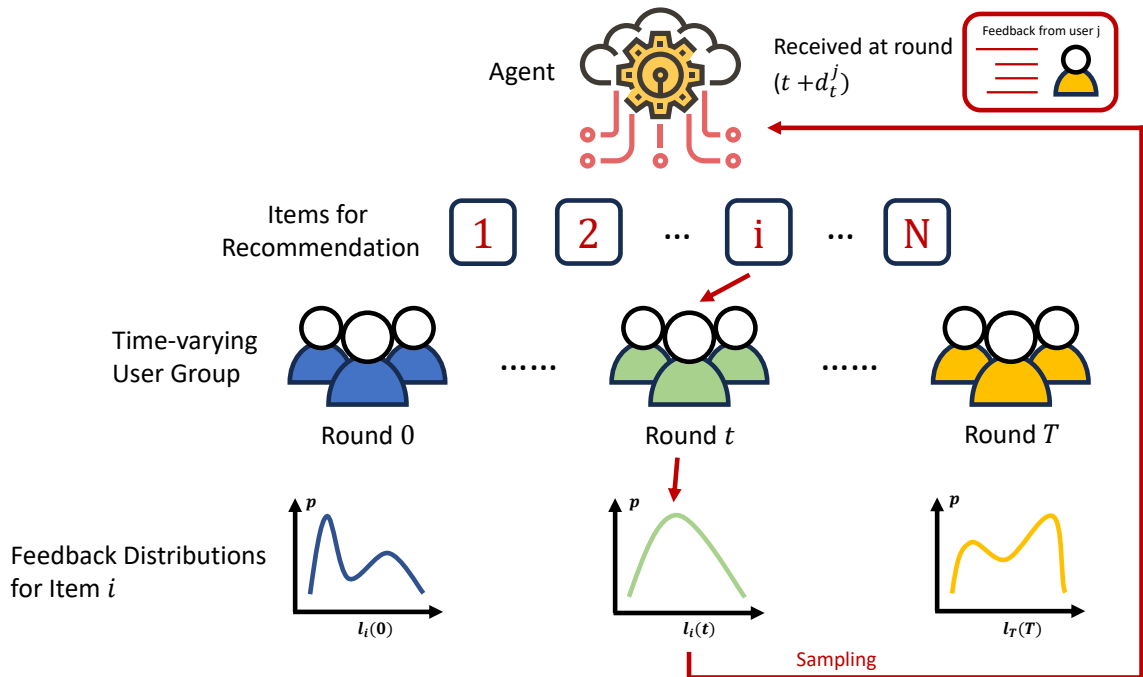 Agent
Received at round
(t +d_t^j)
Feedback from user j
Items for
Recommendation
1
2
...
i
...
N
Time-varying
User Group
......
......
Round 0
Round t
Round T
Feedback Distributions
for Item i
p
l_i(0)
p
l_i(t)
p
l_T(T)
Sampling